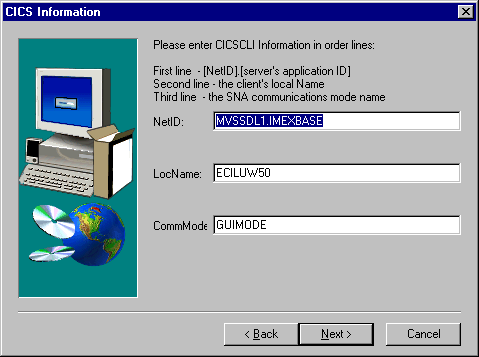 CICS Information
Please enter CICSCLI Information in order lines:
First line - [NetID].[server's application ID]
Second line - the client's local Name
Third line - the SNA communications mode name
NetID: MVSSDL1.IMEXBASE
LocName: ECILUW50
CommMode GUIMODE
< Back Next > Cancel